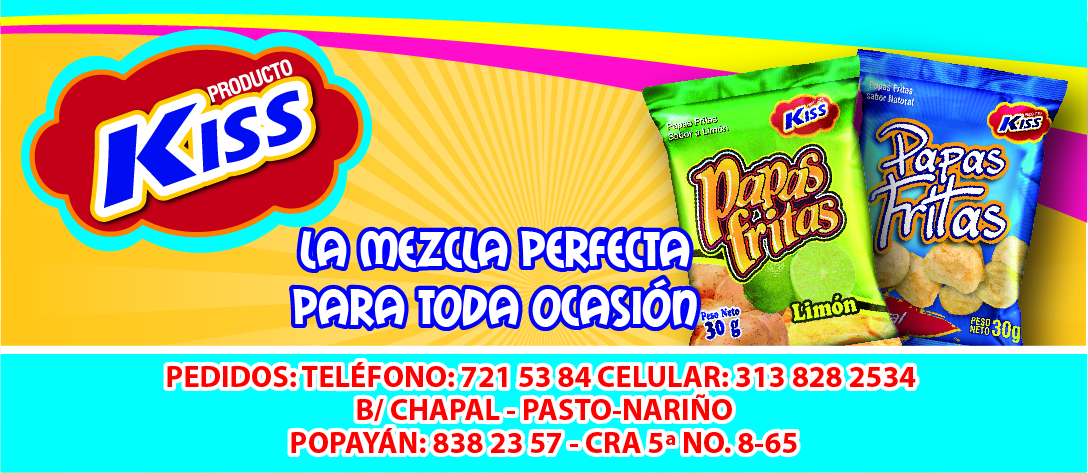 PRODUCTO
KISS
LA MEZCLA PERFECTA
PARA TODA OCASIÓN
Papas Fritas
Sabor a Limón
KISS
Papas
fritas
Limón
Peso Neto
30 g
Papas Fritas
Sabor Natural
KISS
Papas
Fritas
PESO
NETO 30g
PEDIDOS: TELÉFONO: 721 53 84 CELULAR: 313 828 2534
B/ CHAPAL - PASTO-NARIÑO
POPAYÁN: 838 23 57 - CRA 5ª NO. 8-65